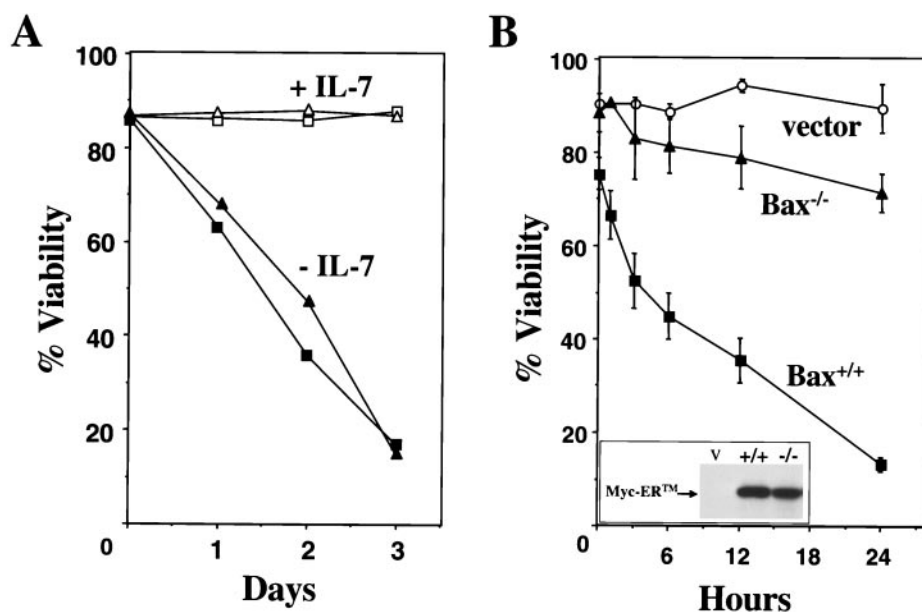 A
100
80
60
40
20
0
% Viability
+ IL-7
- IL-7
1 2 3
Days
B
100
80
60
40
20
0
% Viability
vector
Bax-/-
Bax+/+
V +/+ -/-
Myc-ER™
6 12 18 24
Hours